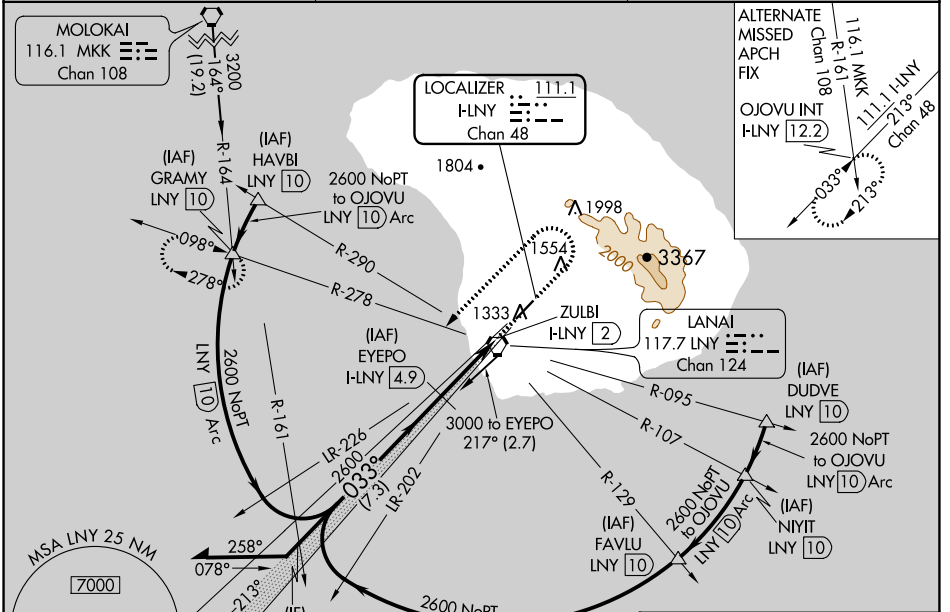 MOLOKAI
116.1 MKK
Chan 108
3200
164°
(19.2)
R-164
(IAF)
HAVBI
LNY 10
(IAF)
GRAMY
LNY 10
2600 NoPT
to OJOVU
LNY 10 Arc
098°
278°
R-290
R-278
LOCALIZER 111.1
I-LNY
Chan 48
1804
1998
1554
2000
3367
1333
ZULBI
I-LNY 2
LANAI
117.7 LNY
Chan 124
(IAF)
EYEPO
I-LNY 4.9
3000 to EYEPO
217° (2.7)
2600 NoPT
LNY 10 Arc
R-161
LR-226
2600
033°
(7.3)
LR-202
R-095
R-107
R-129
(IAF)
DUDVE
LNY 10
2600 NoPT
to OJOVU
LNY 10 Arc
2600 NoPT
to OJOVU
LNY 10 Arc
(IAF)
NIYIT
LNY 10
(IAF)
FAVLU
LNY 10
258°
078°
213°
(IF)
2600 NoPT
MSA LNY 25 NM
7000
ALTERNATE
MISSED
APCH
FIX
116.1 MKK
Chan 108
R-161
111.1 I-LNY
213°
Chan 48
OJOVU INT
I-LNY 12.2
033°
213°